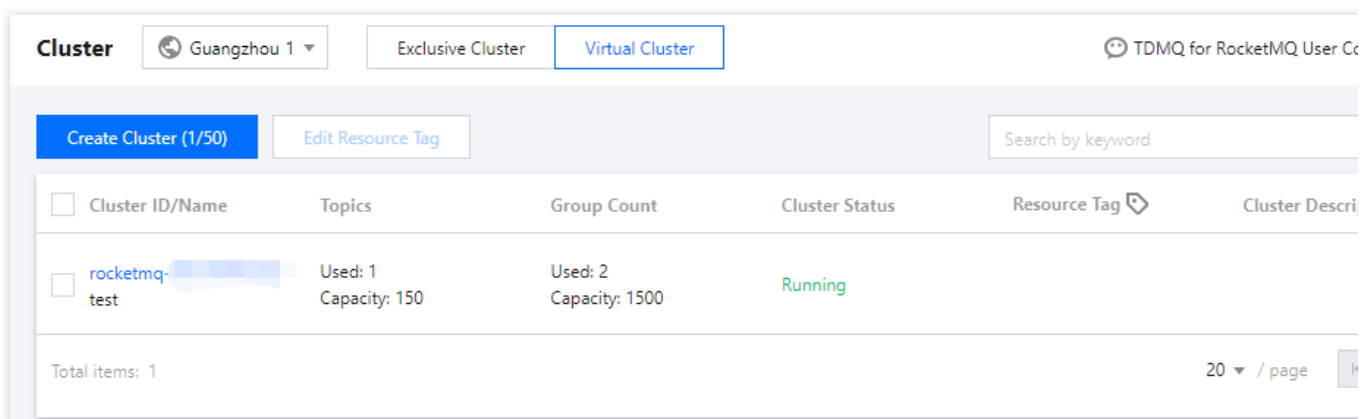 Cluster Guangzhou 1 Exclusive Cluster Virtual Cluster TDMQ for RocketMQ User
Create Cluster (1/50) Edit Resource Tag Search by keyword
Cluster ID/Name Topics Group Count Cluster Status Resource Tag Cluster
rocketmq- Used: 1 Used: 2
test Capacity: 150 Capacity: 1500 Running
Total items: 1 20 / page